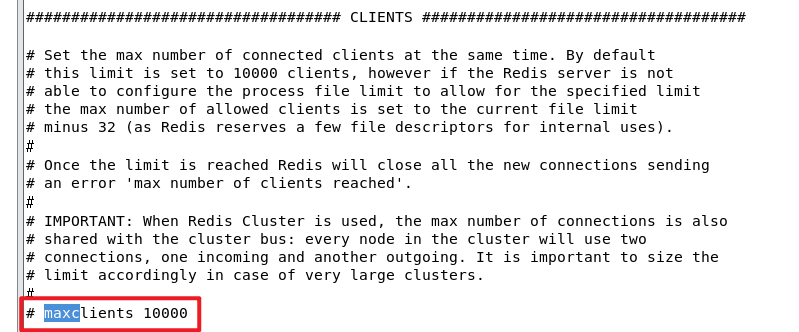 ################################### CLIENTS ####################################
# Set the max number of connected clients at the same time. By default
# this limit is set to 10000 clients, however if the Redis server is not
# able to configure the process file limit to allow for the specified limit
# the max number of allowed clients is set to the current file limit
# minus 32 (as Redis reserves a few file descriptors for internal uses).
#
# Once the limit is reached Redis will close all the new connections sending
# an error 'max number of clients reached'.
#
# IMPORTANT: When Redis Cluster is used, the max number of connections is also
# shared with the cluster bus: every node in the cluster will use two
# connections, one incoming and another outgoing. It is important to size the
# limit accordingly in case of very large clusters.
#
# maxclients 10000